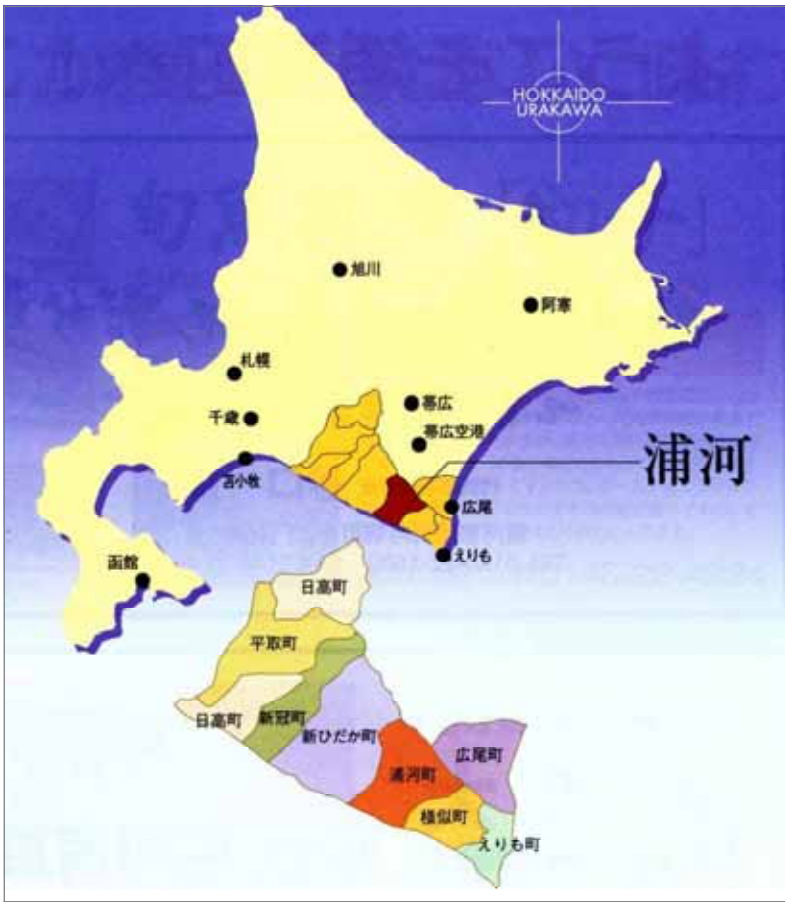 HOKKAIDO
URAKAWA
旭川
阿寒
札幌
帯広
千歳
帯広空港
浦河
苫小牧
広尾
えりも
函館
日高町
平取町
日高町
新冠町
新ひだか町
広尾町
浦河町
様似町
えりも町